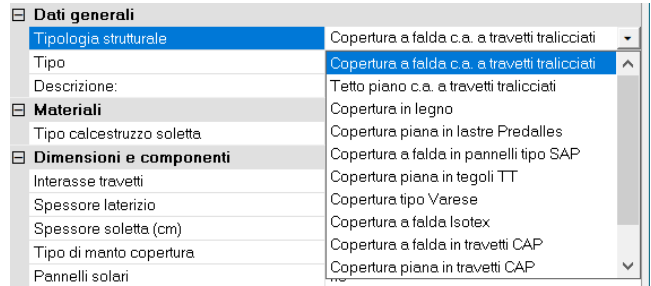 Dati generali
Tipologia strutturale Copertura a falda c.a. a travetti tralicciati
Tipo Copertura a falda c.a. a travetti tralicciati
Descrizione: Tetto piano c.a. a travetti tralicciati
Materiali Copertura in legno
Tipo calcestruzzo soletta Copertura piana in lastre Predalles
Dimensioni e componenti Copertura a falda in pannelli tipo SAP
Interasse travetti Copertura piana in tegoli TT
Spessore laterizio Copertura tipo Varese
Spessore soletta (cm) Copertura a falda Isotex
Tipo di manto copertura Copertura a falda in travetti CAP
Pannelli solari Copertura piana in travetti CAP